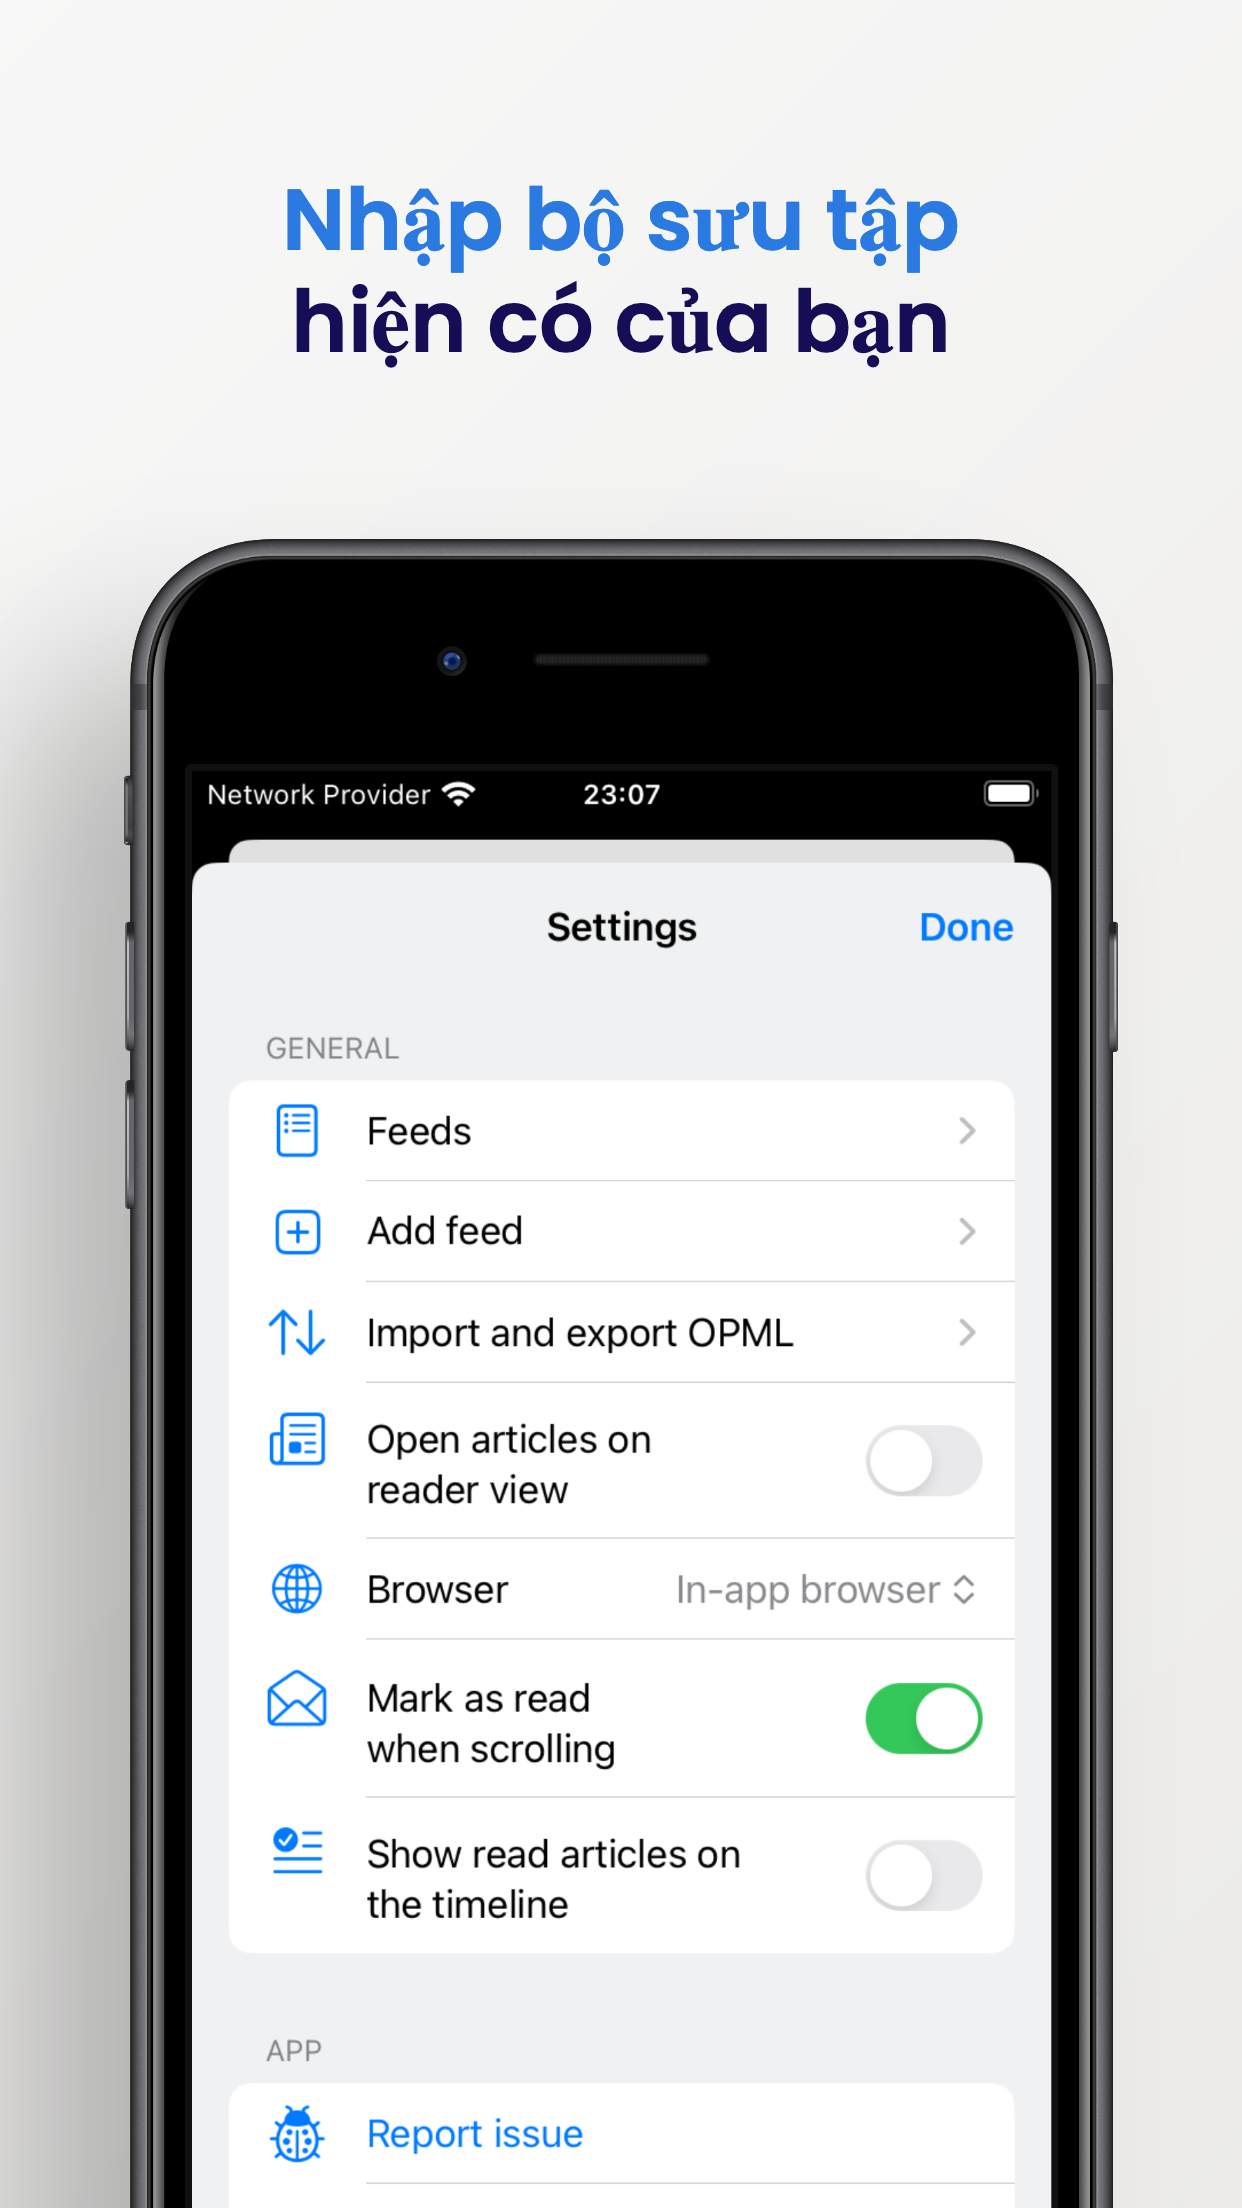 Nhập bộ sưu tập
hiện có của bạn
Network Provider 23:07
Settings Done
GENERAL
Feeds
Add feed
Import and export OPML
Open articles on
reader view
Browser In-app browser
Mark as read
when scrolling
Show read articles on
the timeline
APP
Report issue